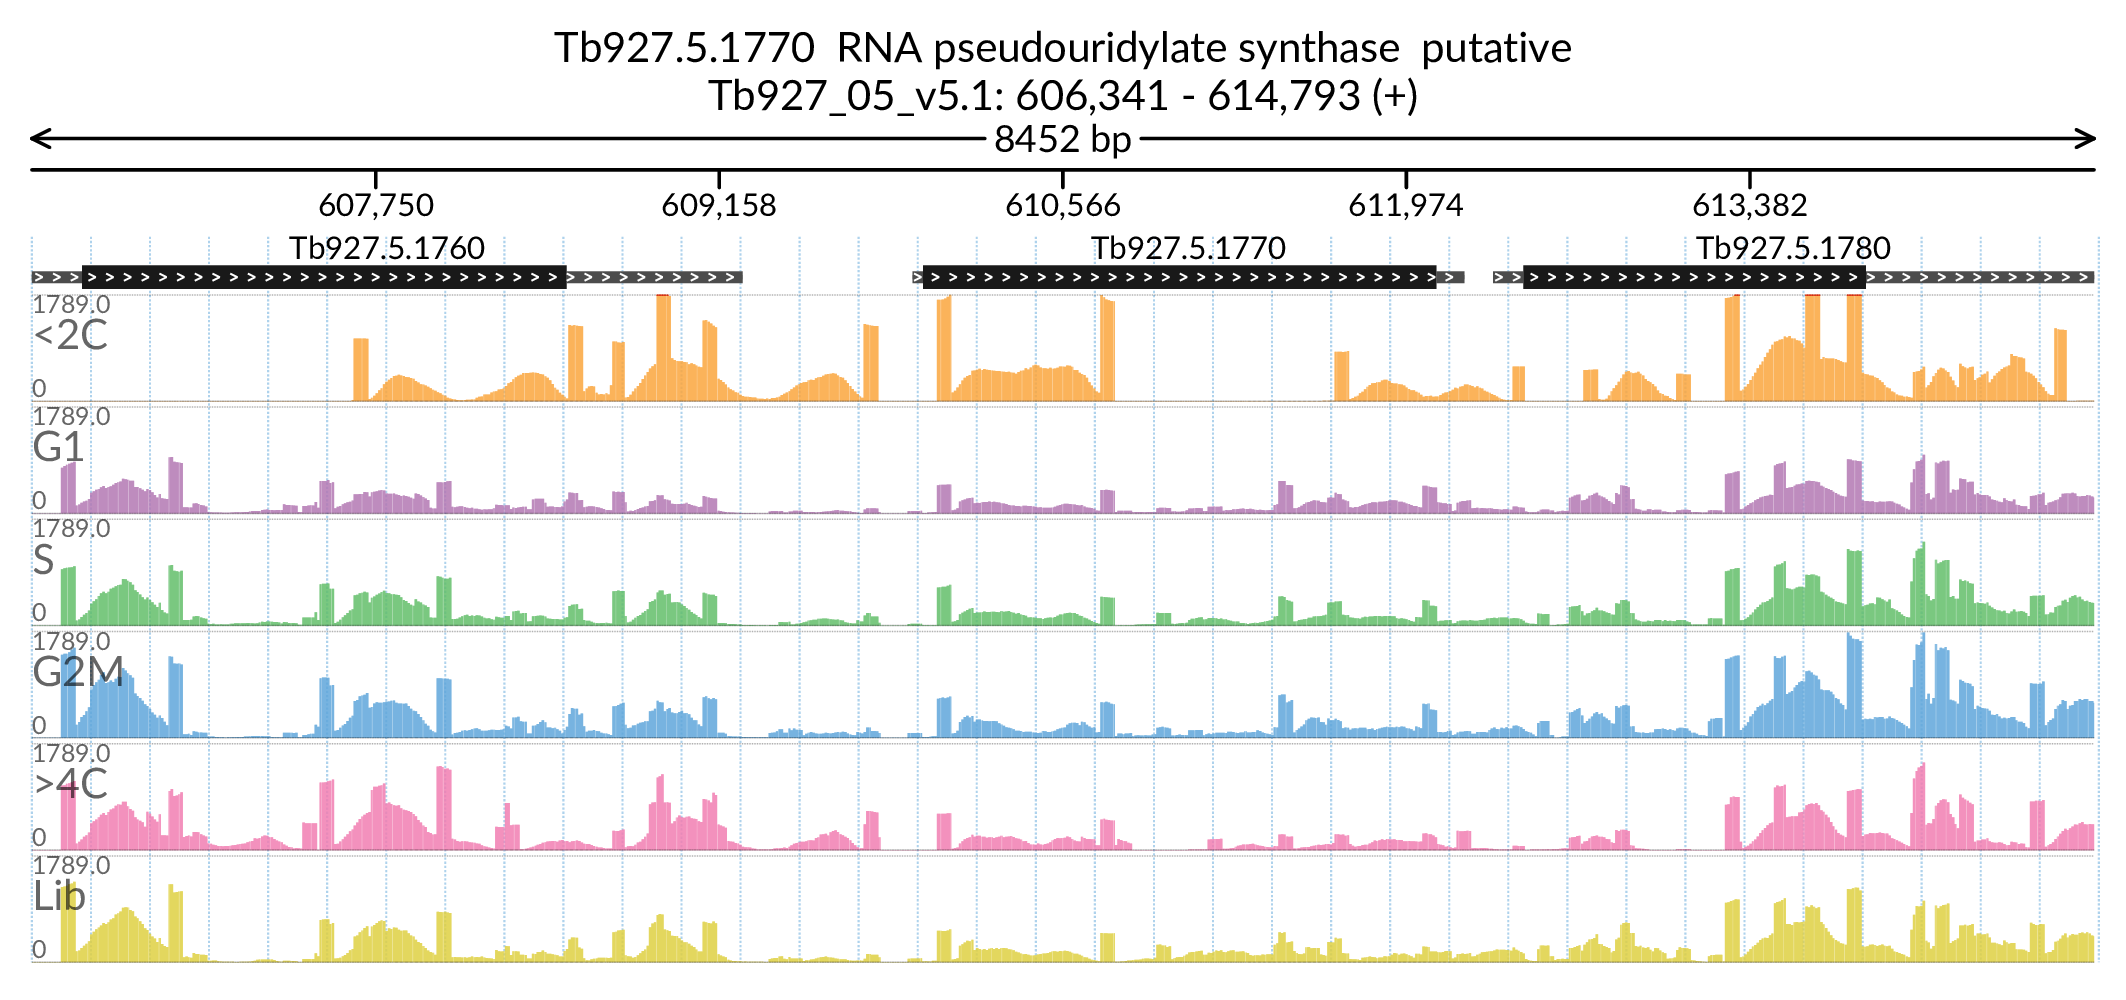 Tb927.5.1770  RNA pseudouridylate synthase  putative
Tb927_05_v5.1: 606,341 - 614,793 (+)
8452 bp
607,750 609,158 610,566 611,974 613,382
Tb927.5.1760 Tb927.5.1770 Tb927.5.1780
1789.0
<2C
0
1789.0
G1
0
1789.0
S
0
1789.0
G2M
0
1789.0
>4C
0
1789.0
Lib
0